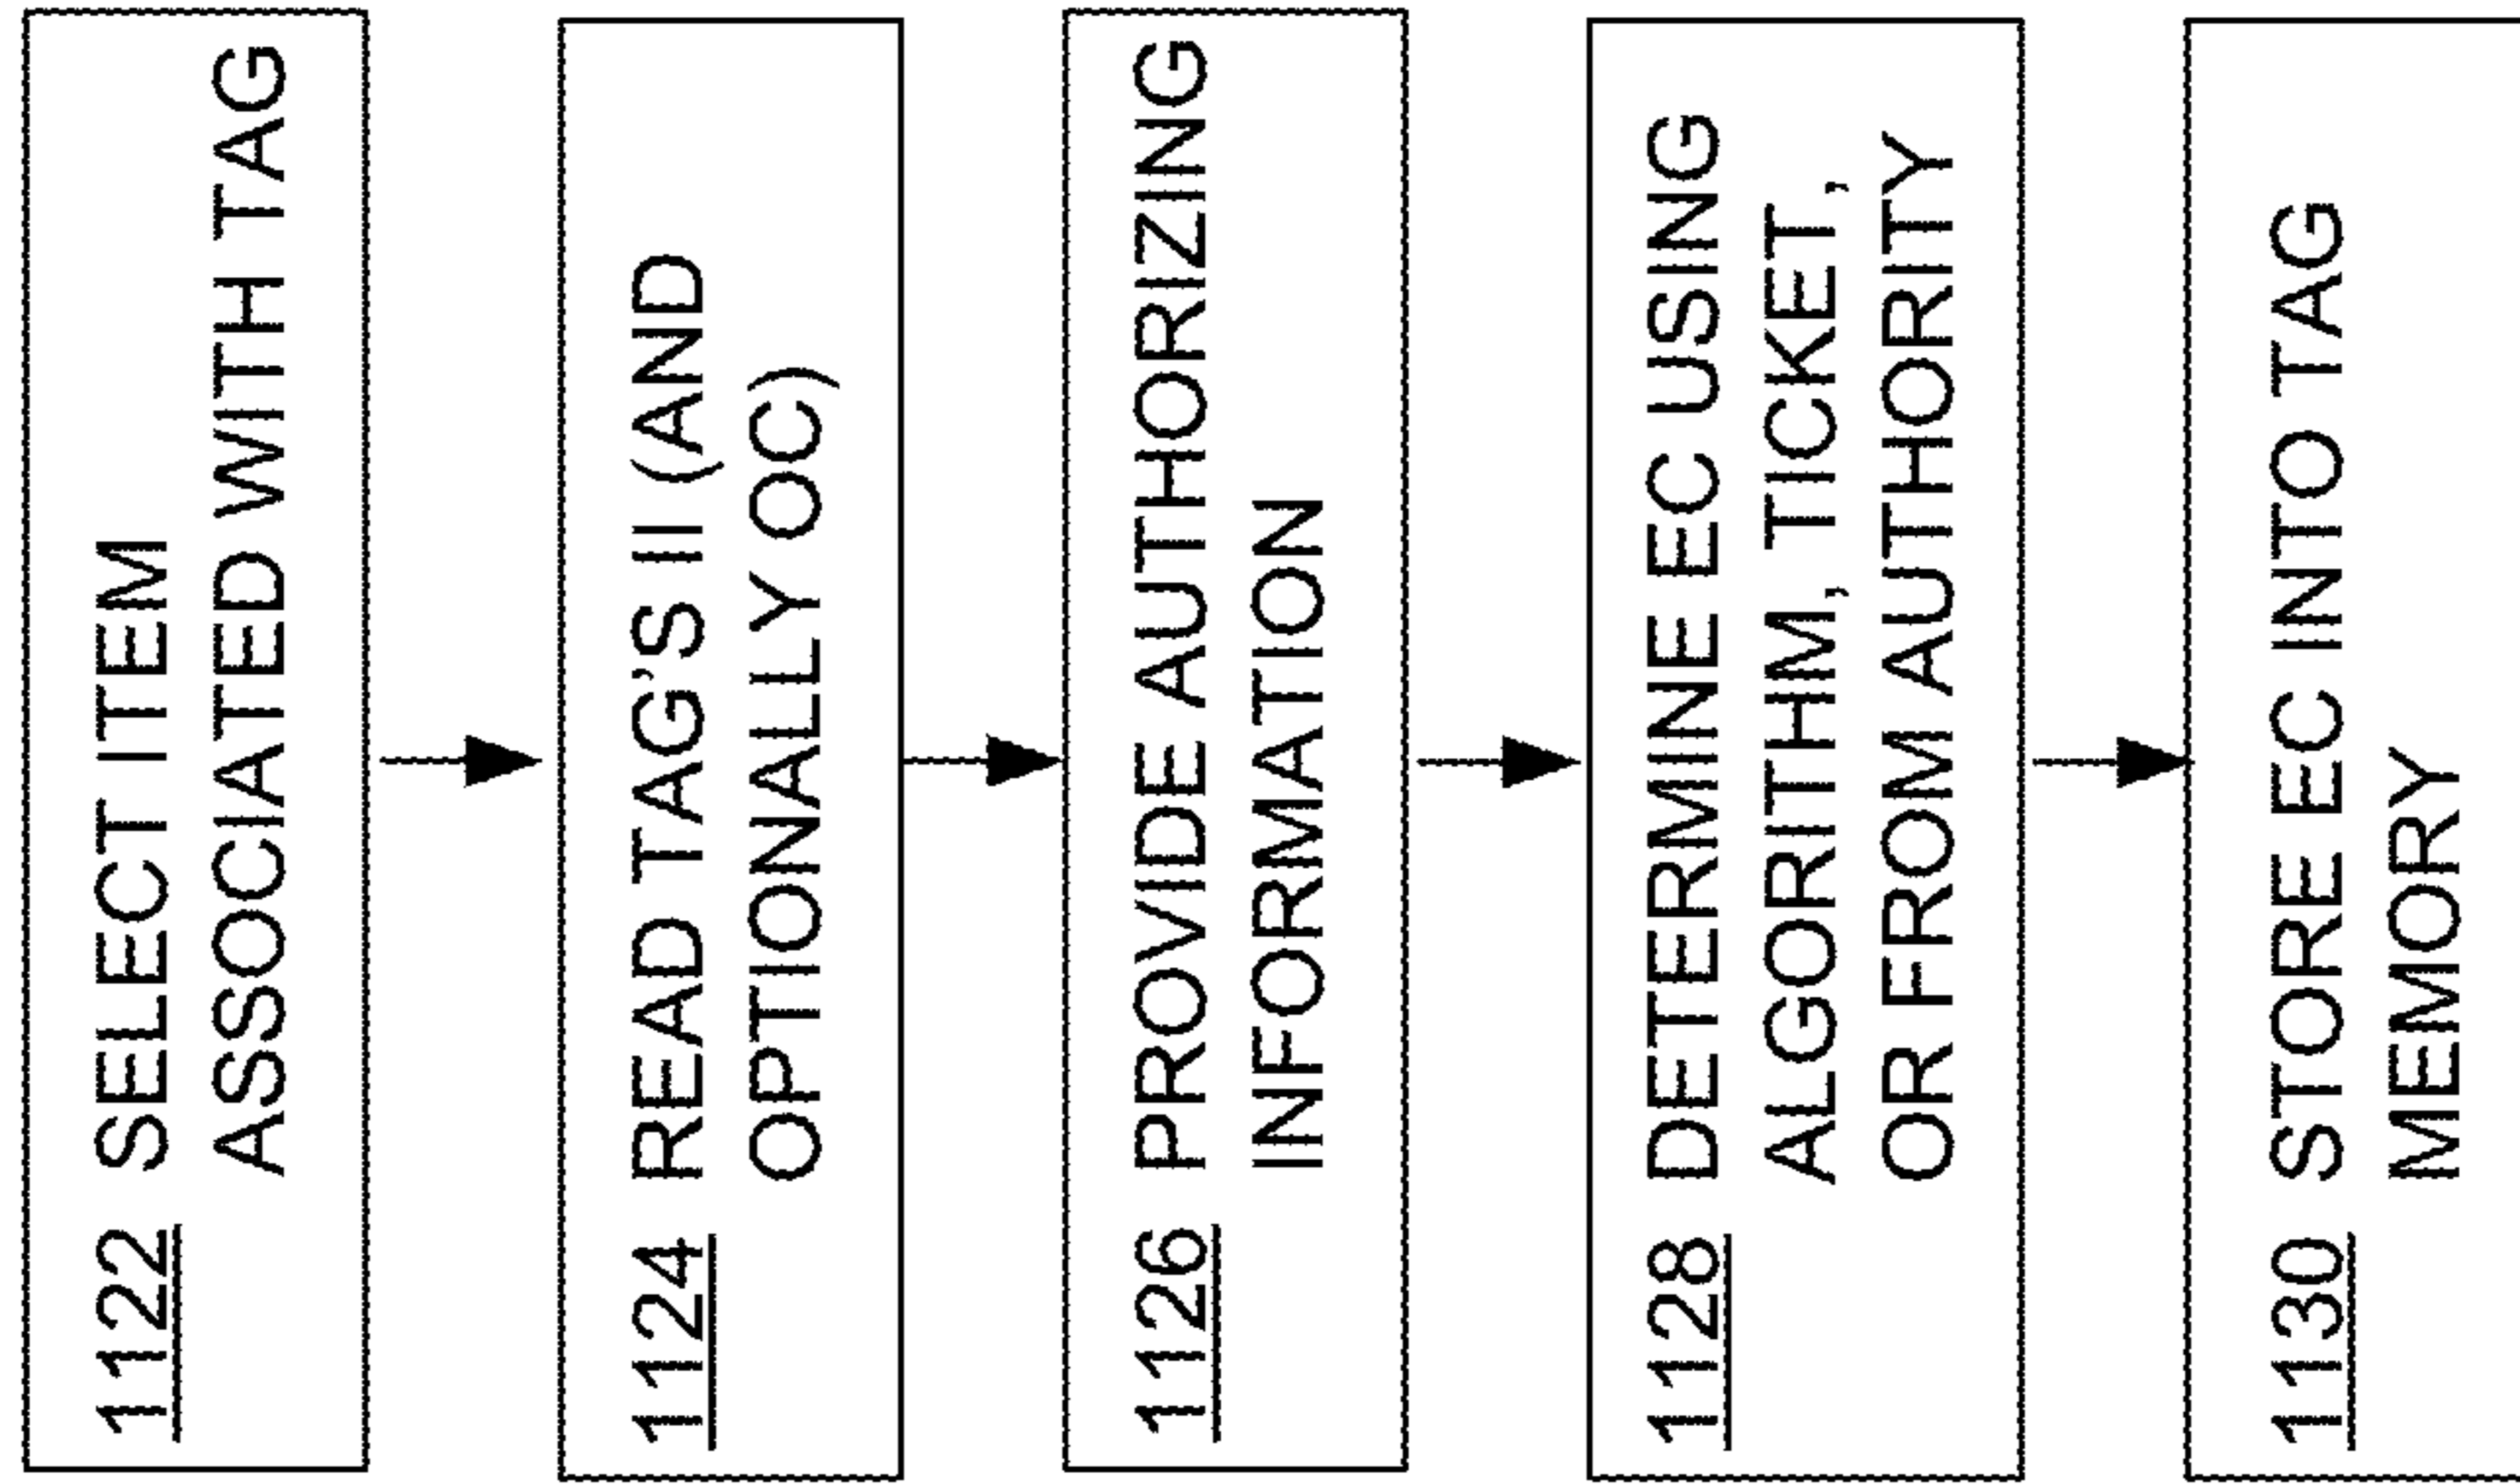 1122 SELECT ITEM
ASSOCIATED WITH TAG
1124 READ TAG'S II (AND
OPTIONALLY OC)
1126 PROVIDE AUTHORIZING
INFORMATION
1128 DETERMINE EC USING
ALGORITHM, TICKET,
OR FROM AUTHORITY
1130 STORE EC INTO TAG
MEMORY